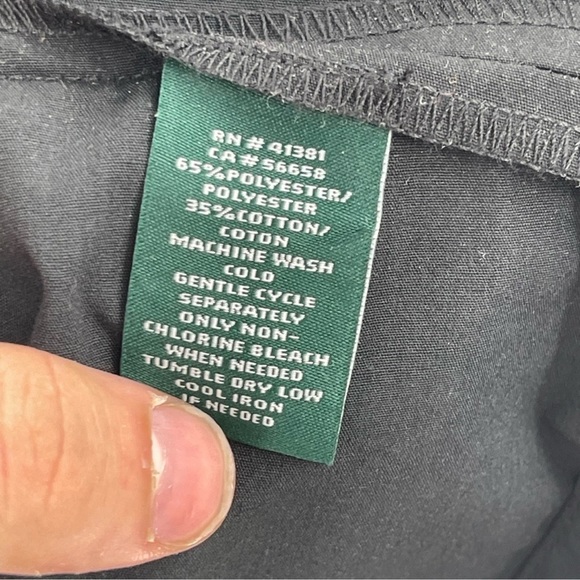 RN # 41381
CA # 56658
65%POLYESTER/
POLYESTER
35%COTTON/
COTON
MACHINE WASH
COLD
GENTLE CYCLE
SEPARATELY
ONLY NON-
CHLORINE BLEACH
WHEN NEEDED
TUMBLE DRY LOW
COOL IRON
IF NEEDED